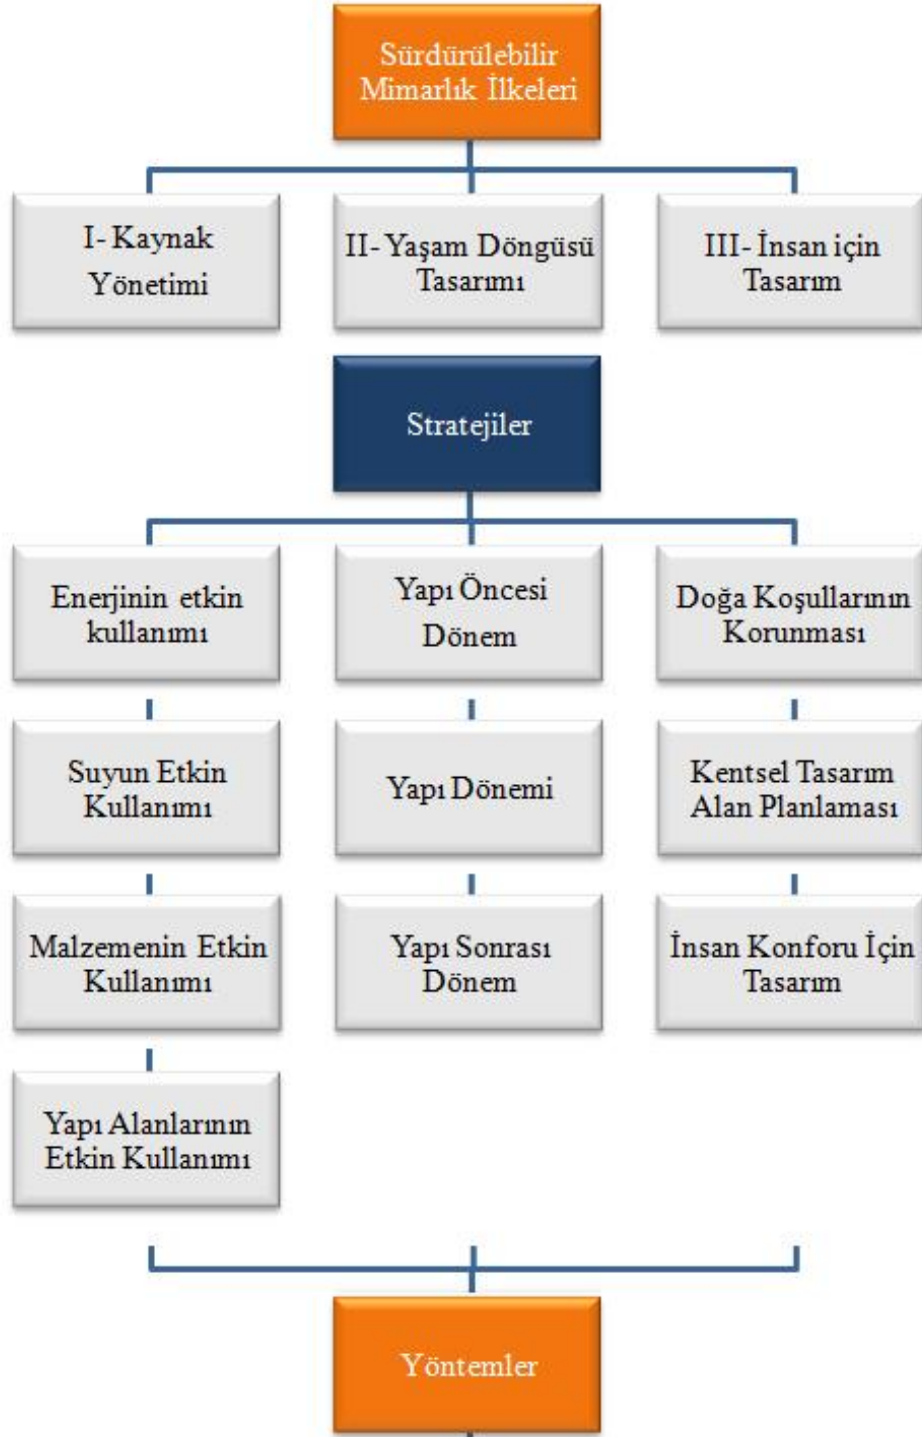 Sürdürülebilir
Mimarlık İlkeleri
I- Kaynak
Yönetimi
II- Yaşam Döngüsü
Tasarımı
III- İnsan için
Tasarım
Stratejiler
Enerjinin etkin
kullanımı
Yapı Öncesi
Dönem
Doğa Koşullarının
Korunması
Suyun Etkin
Kullanımı
Yapı Dönemi
Kentsel Tasarım
Alan Planlaması
Malzemenin Etkin
Kullanımı
Yapı Sonrası
Dönem
İnsan Konforu İçin
Tasarım
Yapı Alanlarının
Etkin Kullanımı
Yöntemler